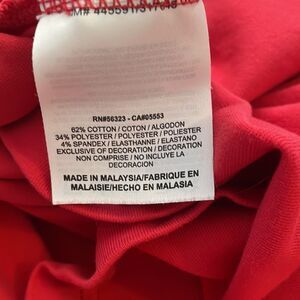 RN#56323 - CA#05553
62% COTTON / COTON / ALGODON
34% POLYESTER / POLYESTER / POLIESTER
4% SPANDEX / ELASTHANNE / ELASTANO
EXCLUSIVE OF DECORATION / DECORATION
NON COMPRISE / NO INCLUYE LA
DECORACION
MADE IN MALAYSIA/FABRIQUE EN
MALAISIE/HECHO EN MALASIA